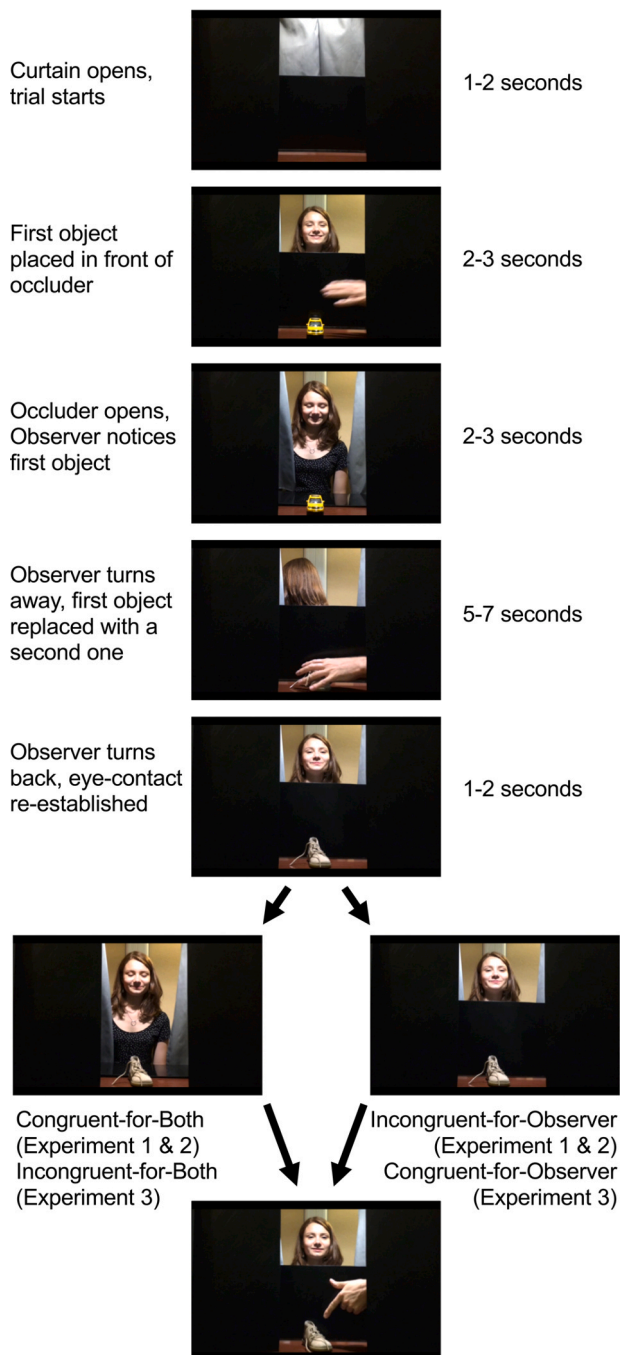 Curtain opens,
trial starts
1-2 seconds
First object
placed in front of
occluder
2-3 seconds
Occluder opens,
Observer notices
first object
2-3 seconds
Observer turns
away, first object
replaced with a
second one
5-7 seconds
Observer turns
back, eye-contact
re-established
1-2 seconds
Congruent-for-Both
(Experiment 1 & 2)
Incongruent-for-Both
(Experiment 3)
Incongruent-for-Observer
(Experiment 1 & 2)
Congruent-for-Observer
(Experiment 3)